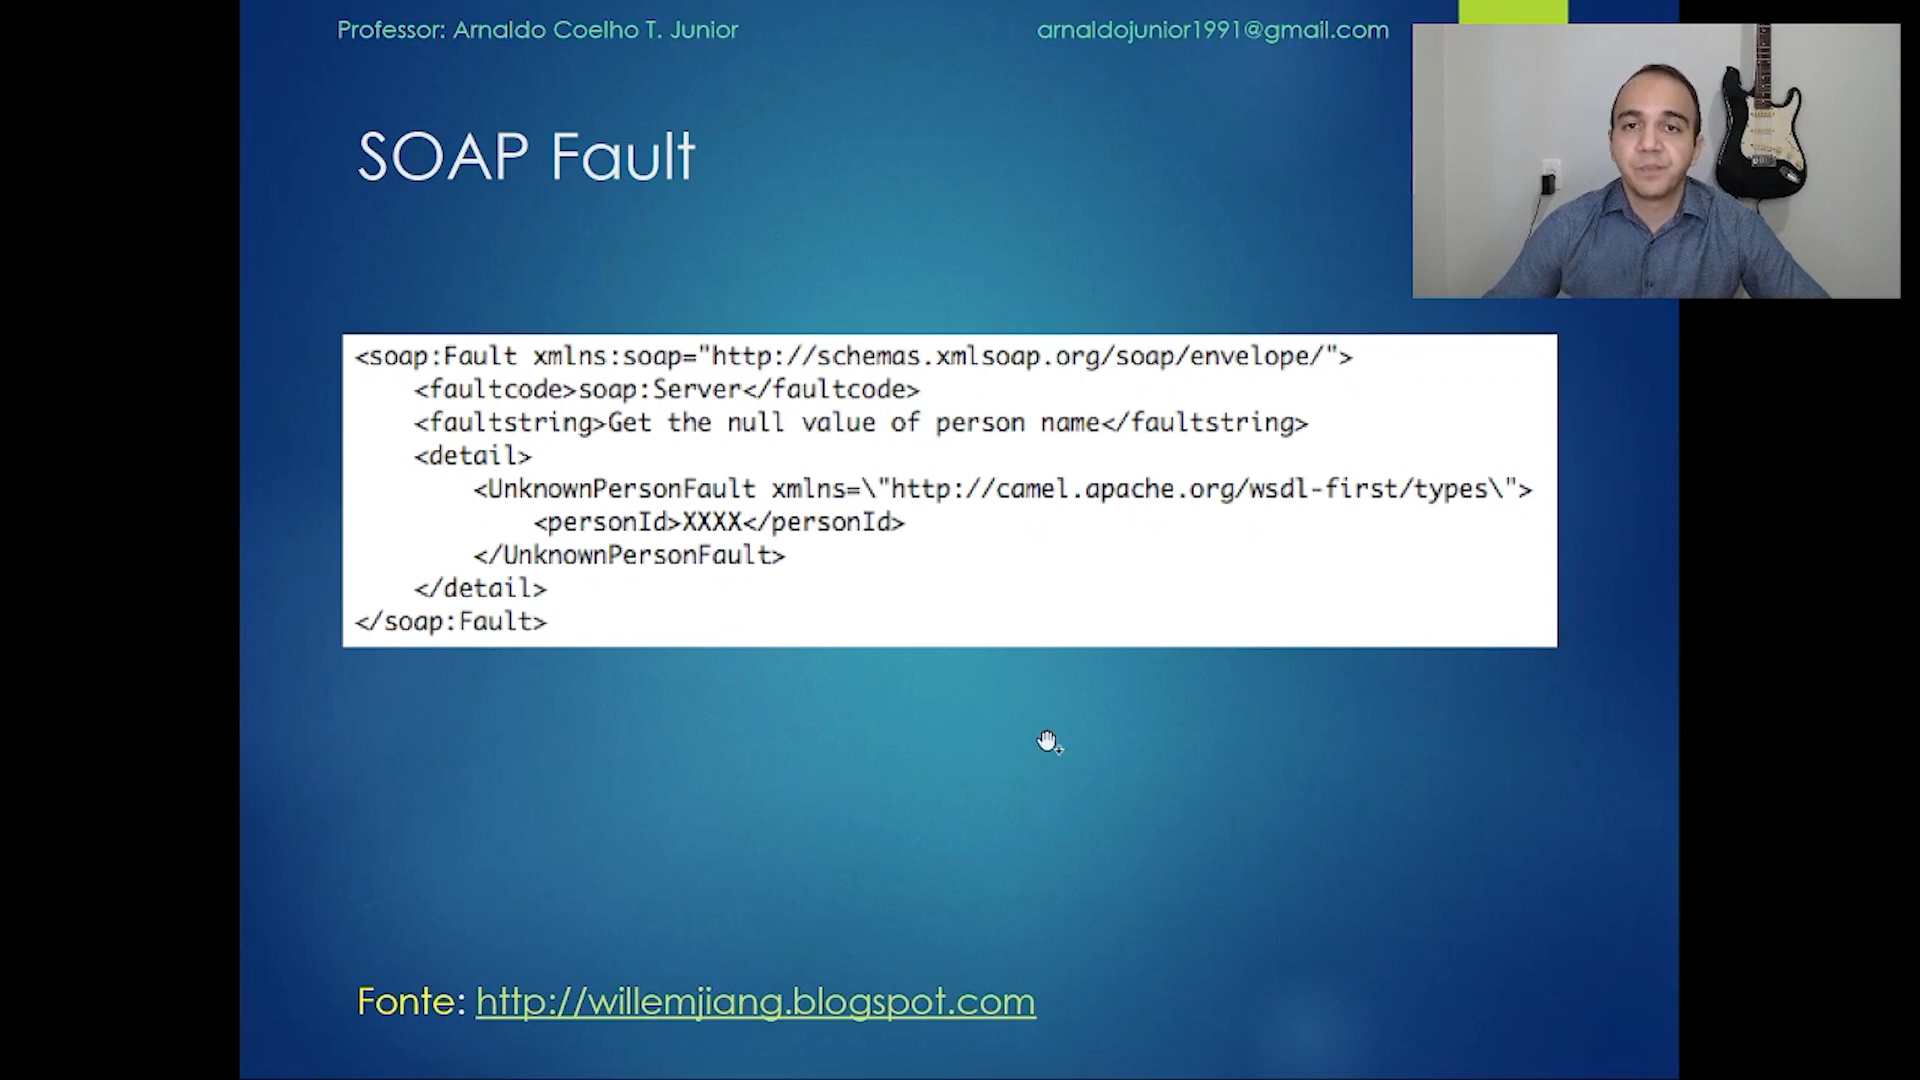 Professor: Arnaldo Coelho T. Junior
arnaldojunior1991@gmail.com
SOAP Fault
<soap:Fault xmlns:soap="http://schemas.xmlsoap.org/soap/envelope/">
<faultcode>soap:Server</faultcode>
<faultstring>Get the null value of person name</faultstring>
<detail>
<UnknownPersonFault xmlns=\"http://camel.apache.org/wsdl-first/types\">
<personId>XXXX</personId>
</UnknownPersonFault>
</detail>
</soap:Fault>
Fonte: http://willemjiang.blogspot.com